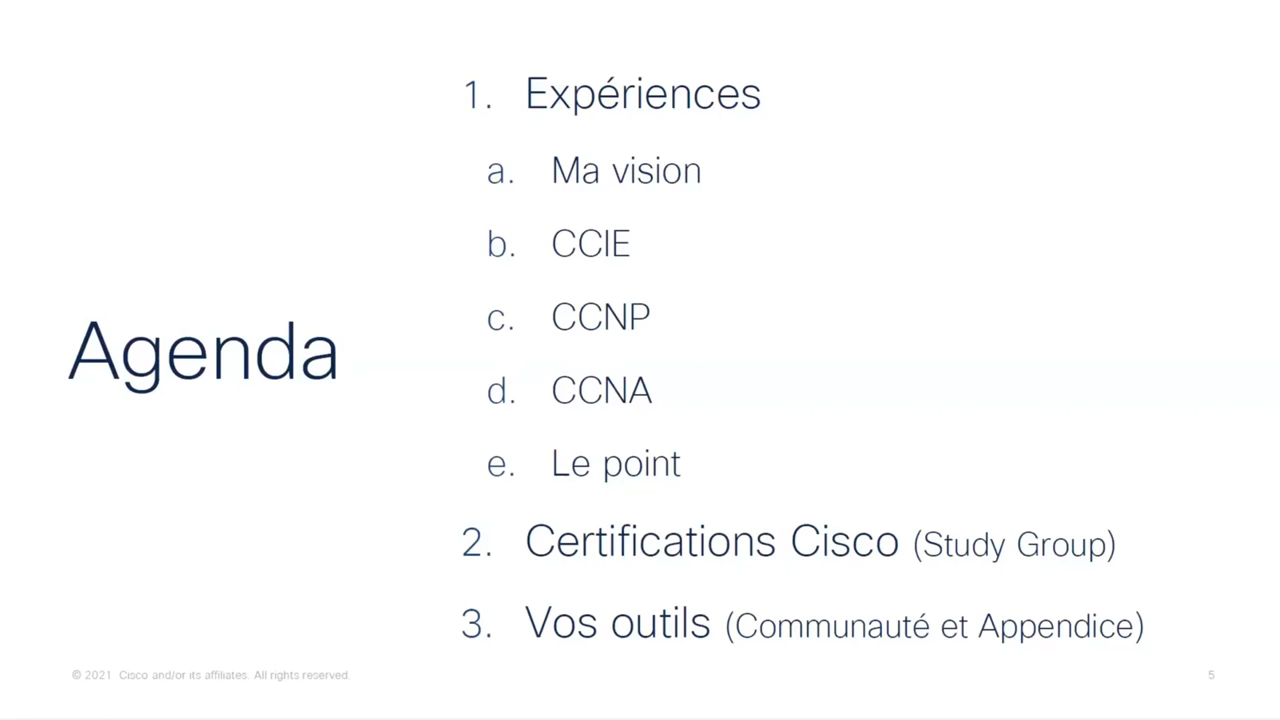 Agenda
1. Expériences
a. Ma vision
b. CCIE
c. CCNP
d. CCNA
e. Le point
2. Certifications Cisco (Study Group)
3. Vos outils (Communauté et Appendice)
© 2021 Cisco and/or its affiliates. All rights reserved.
5